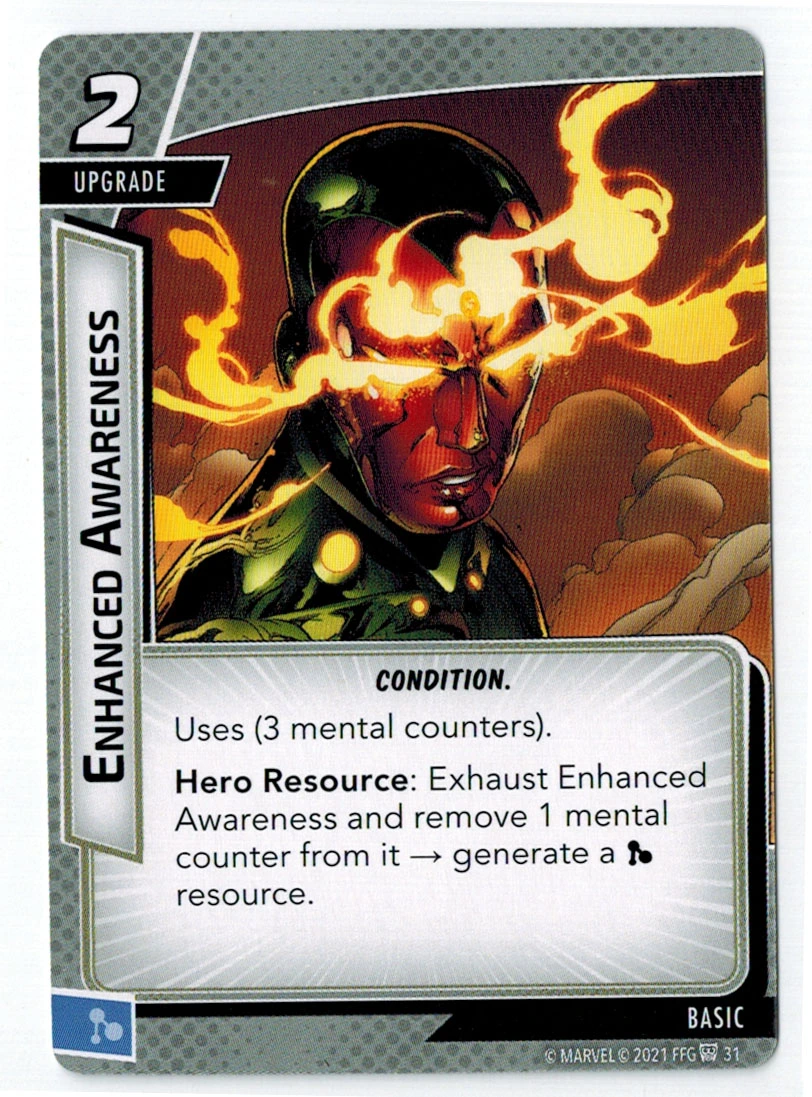 2
UPGRADE
ENHANCED AWARENESS
CONDITION.
Uses (3 mental counters).
Hero Resource: Exhaust Enhanced
Awareness and remove 1 mental
counter from it → generate a
resource.
BASIC
© MARVEL © 2021 FFG 31